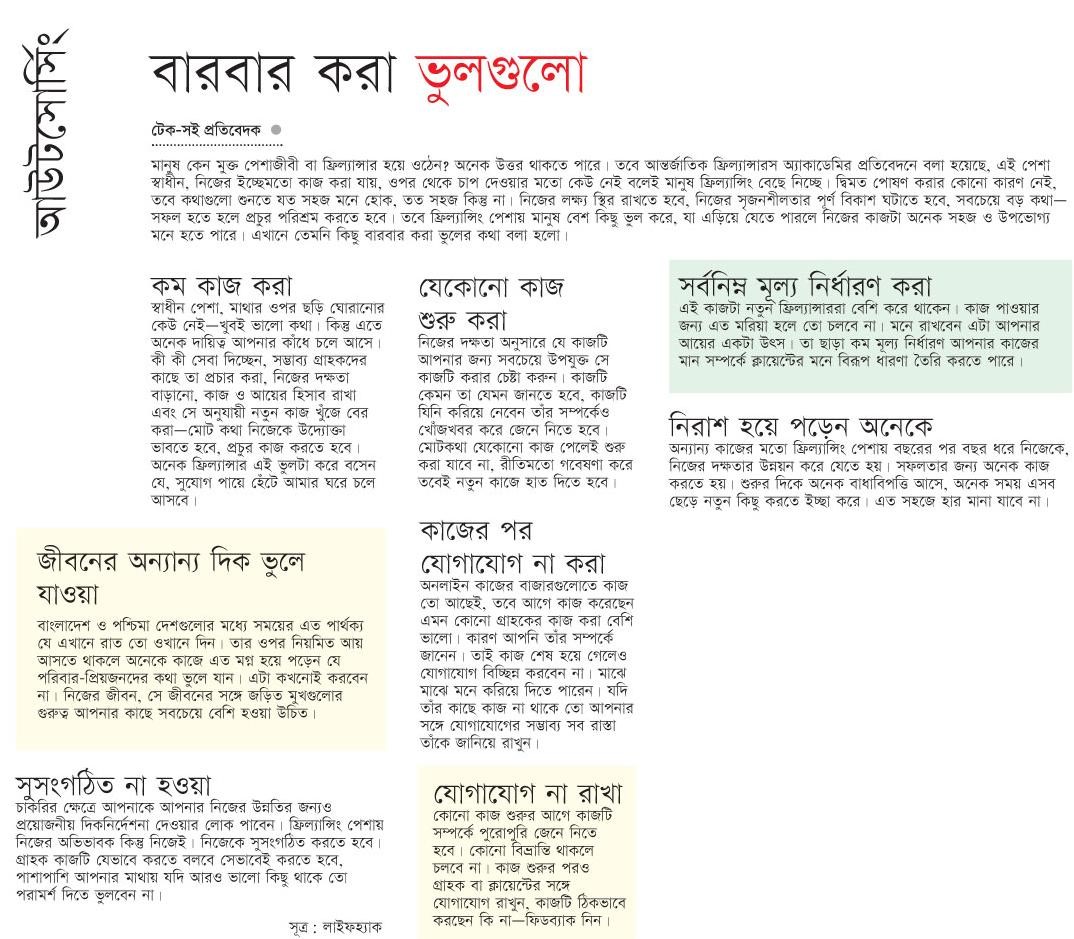 আউটসোর্সিং
বারবার করা ভুলগুলো
টেক-সই প্রতিবেদক
মানুষ কেন মুক্ত পেশাজীবী বা ফ্রিল্যান্সার হয়ে ওঠেন? অনেক উত্তর থাকতে পারে। তবে আন্তর্জাতিক ফ্রিল্যান্সারস অ্যাকাডেমির প্রতিবেদনে বলা হয়েছে, এই পেশা
স্বাধীন, নিজের ইচ্ছেমতো কাজ করা যায়, ওপর থেকে চাপ দেওয়ার মতো কেউ নেই বলেই মানুষ ফ্রিল্যান্সিং বেছে নিচ্ছে। দ্বিমত পোষণ করার কোনো কারণ নেই,
তবে কথাগুলো শুনতে যত সহজ মনে হোক, তত সহজ কিন্তু না। নিজের লক্ষ্য স্থির রাখতে হবে, নিজের সৃজনশীলতার পূর্ণ বিকাশ ঘটাতে হবে, সবচেয়ে বড় কথা—
সফল হতে হলে প্রচুর পরিশ্রম করতে হবে। তবে ফ্রিল্যান্সিং পেশায় মানুষ বেশ কিছু ভুল করে, যা এড়িয়ে যেতে পারলে নিজের কাজটা অনেক সহজ ও উপভোগ্য
মনে হতে পারে। এখানে তেমনি কিছু বারবার করা ভুলের কথা বলা হলো।
কম কাজ করা
স্বাধীন পেশা, মাথার ওপর ছড়ি ঘোরানোর
কেউ নেই—খুবই ভালো কথা। কিন্তু এতে
অনেক দায়িত্ব আপনার কাঁধে চলে আসে।
কী কী সেবা দিচ্ছেন, সম্ভাব্য গ্রাহকদের
কাছে তা প্রচার করা, নিজের দক্ষতা
বাড়ানো, কাজ ও আয়ের হিসাব রাখা
এবং সে অনুযায়ী নতুন কাজ খুঁজে বের
করা—মোট কথা নিজেকে উদ্যোক্তা
ভাবতে হবে, প্রচুর কাজ করতে হবে।
অনেক ফ্রিল্যান্সার এই ভুলটা করে বসেন
যে, সুযোগ পায়ে হেঁটে আমার ঘরে চলে
আসবে।
জীবনের অন্যান্য দিক ভুলে
যাওয়া
বাংলাদেশ ও পশ্চিমা দেশগুলোর মধ্যে সময়ের এত পার্থক্য
যে এখানে রাত তো ওখানে দিন। তার ওপর নিয়মিত আয়
আসতে থাকলে অনেকে কাজে এত মগ্ন হয়ে পড়েন যে
পরিবার-প্রিয়জনদের কথা ভুলে যান। এটা কখনোই করবেন
না। নিজের জীবন, সে জীবনের সঙ্গে জড়িত মুখগুলোর
গুরুত্ব আপনার কাছে সবচেয়ে বেশি হওয়া উচিত।
সুসংগঠিত না হওয়া
চাকরির ক্ষেত্রে আপনাকে আপনার নিজের উন্নতির জন্যও
প্রয়োজনীয় দিকনির্দেশনা দেওয়ার লোক পাবেন। ফ্রিল্যান্সিং পেশায়
নিজের অভিভাবক কিন্তু নিজেই। নিজেকে সুসংগঠিত করতে হবে।
গ্রাহক কাজটি যেভাবে করতে বলবে সেভাবেই করতে হবে,
পাশাপাশি আপনার মাথায় যদি আরও ভালো কিছু থাকে তো
পরামর্শ দিতে ভুলবেন না।
সূত্র : লাইফহ্যাক
যেকোনো কাজ
শুরু করা
নিজের দক্ষতা অনুসারে যে কাজটি
আপনার জন্য সবচেয়ে উপযুক্ত সে
কাজটি করার চেষ্টা করুন। কাজটি
কেমন তা যেমন জানতে হবে, কাজটি
যিনি করিয়ে নেবেন তাঁর সম্পর্কেও
খোঁজখবর করে জেনে নিতে হবে।
মোটকথা যেকোনো কাজ পেলেই শুরু
করা যাবে না, রীতিমতো গবেষণা করে
তবেই নতুন কাজে হাত দিতে হবে।
কাজের পর
যোগাযোগ না করা
অনলাইন কাজের বাজারগুলোতে কাজ
তো আছেই, তবে আগে কাজ করেছেন
এমন কোনো গ্রাহকের কাজ করা বেশি
ভালো। কারণ আপনি তাঁর সম্পর্কে
জানেন। তাই কাজ শেষ হয়ে গেলেও
যোগাযোগ বিচ্ছিন্ন করবেন না। মাঝে
মাঝে মনে করিয়ে দিতে পারেন। যদি
তাঁর কাছে কাজ না থাকে তো আপনার
সঙ্গে যোগাযোগের সম্ভাব্য সব রাস্তা
তাঁকে জানিয়ে রাখুন।
যোগাযোগ না রাখা
কোনো কাজ শুরুর আগে কাজটি
সম্পর্কে পুরোপুরি জেনে নিতে
হবে। কোনো বিভ্রান্তি থাকলে
চলবে না। কাজ শুরুর পরও
গ্রাহক বা ক্লায়েন্টের সঙ্গে
যোগাযোগ রাখুন, কাজটি ঠিকভাবে
করছেন কি না—ফিডব্যাক নিন।
সর্বনিম্ন মূল্য নির্ধারণ করা
এই কাজটা নতুন ফ্রিল্যান্সাররা বেশি করে থাকেন। কাজ পাওয়ার
জন্য এত মরিয়া হলে তো চলবে না। মনে রাখবেন এটা আপনার
আয়ের একটা উৎস। তা ছাড়া কম মূল্য নির্ধারণ আপনার কাজের
মান সম্পর্কে ক্লায়েন্টের মনে বিরূপ ধারণা তৈরি করতে পারে।
নিরাশ হয়ে পড়েন অনেকে
অন্যান্য কাজের মতো ফ্রিল্যান্সিং পেশায় বছরের পর বছর ধরে নিজেকে,
নিজের দক্ষতার উন্নয়ন করে যেতে হয়। সফলতার জন্য অনেক কাজ
করতে হয়। শুরুর দিকে অনেক বাধাবিপত্তি আসে, অনেক সময় এসব
ছেড়ে নতুন কিছু করতে ইচ্ছা করে। এত সহজে হার মানা যাবে না।